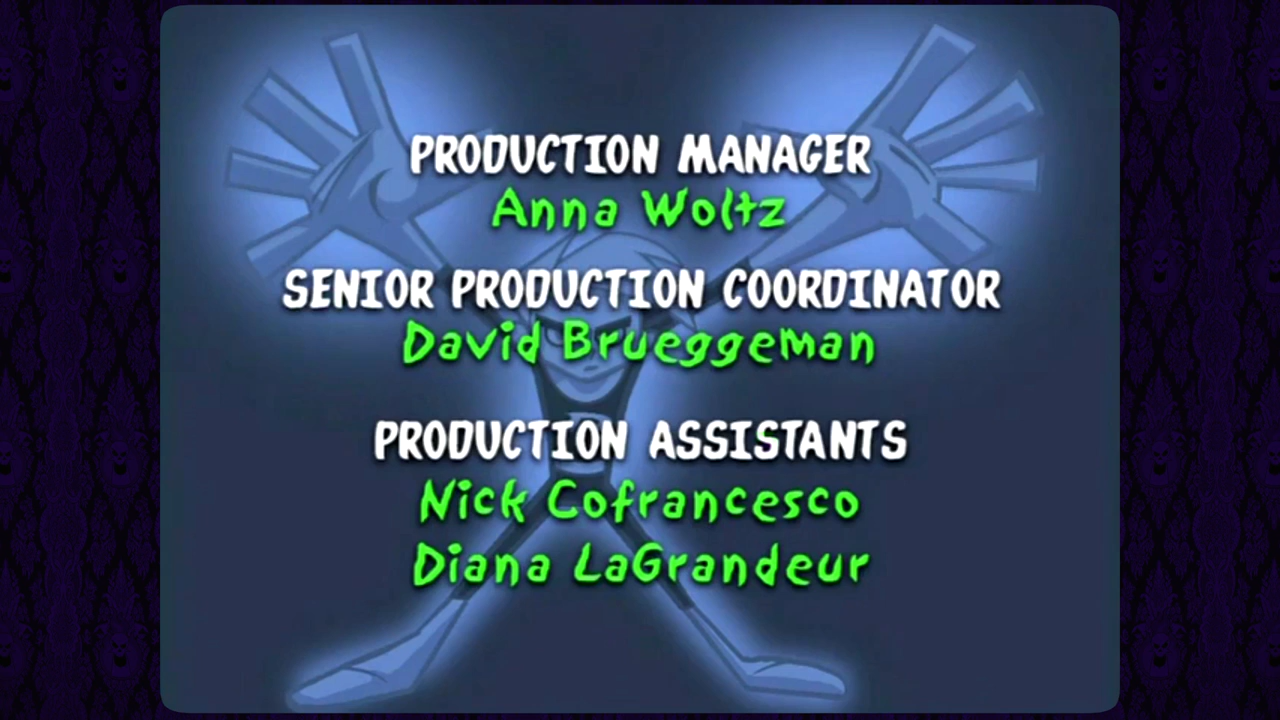 PRODUCTION MANAGER
Anna Woltz
SENIOR PRODUCTION COORDINATOR
David Brueggeman
PRODUCTION ASSISTANTS
Nick Cofrancesco
Diana LaGrandeur